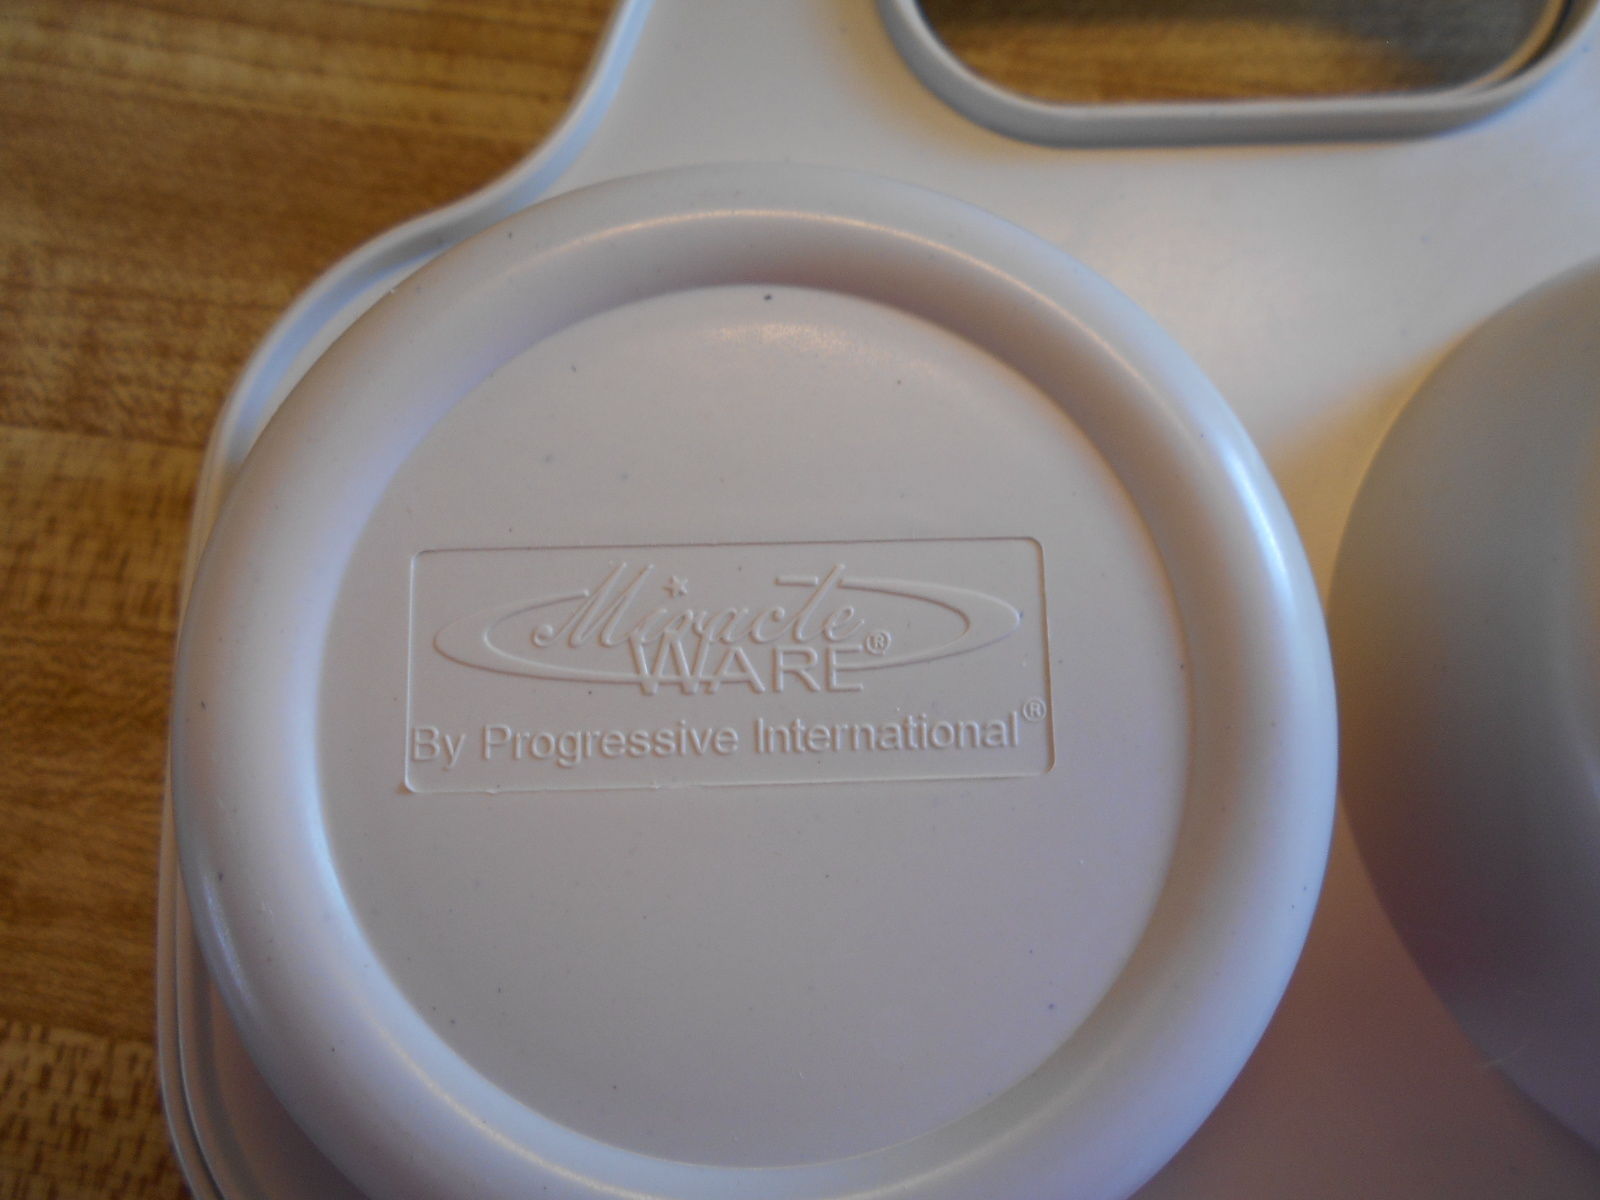 Miracle®
WARE
By Progressive International®